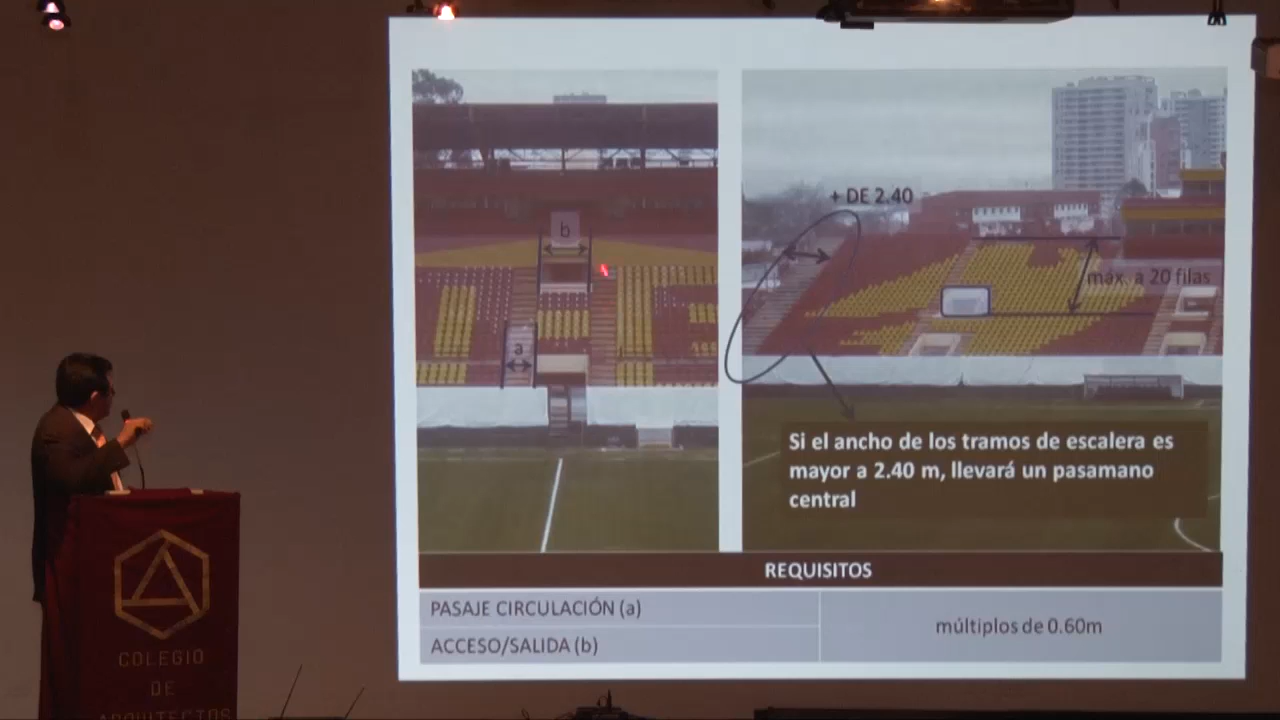 b
a
+ DE 2.40
máx. a 20 filas
Si el ancho de los tramos de escalera es
mayor a 2.40 m, llevará un pasamano
central
REQUISITOS
PASAJE CIRCULACIÓN (a)
ACCESO/SALIDA (b)
múltiplos de 0.60m
COLEGIO
DE
ARQUITECTOS